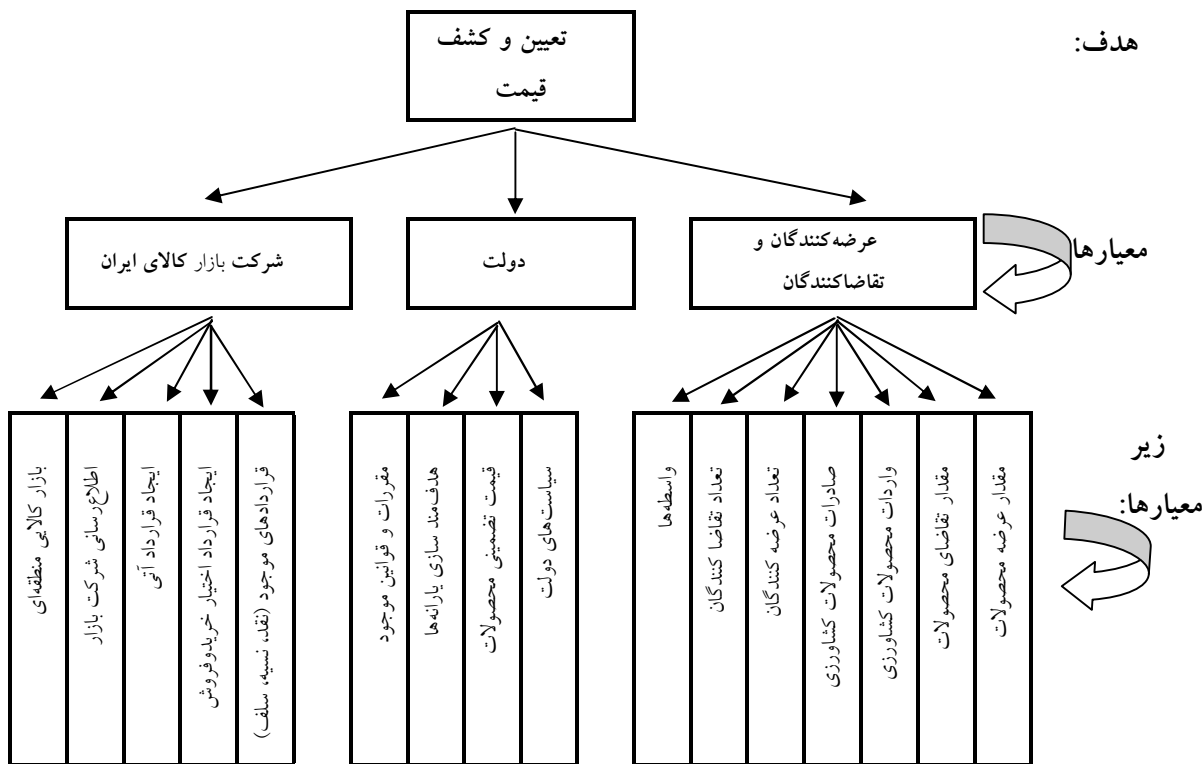 هدف:
تعیین و کشف
قیمت
معیارها
عرضه‌کنندگان و
تقاضاکنندگان
دولت
شرکت بازار کالای ایران
زیر
معیارها:
مقدار عرضه محصولات
مقدار تقاضای محصولات
واردات محصولات کشاورزی
صادرات محصولات کشاورزی
تعداد عرضه کنندگان
تعداد تقاضا کنندگان
واسطه‌ها
سیاست‌های دولت
قیمت تضمینی محصولات
هدف‌مند سازی یارانه‌ها
مقررات و قوانین موجود
قراردادهای موجود (نقد، نسیه، سلف)
ایجاد قرارداد اختیار خریدوفروش
ایجاد قرارداد آتی
اطلاع‌رسانی شرکت بازار
بازار کالایی منطقه‌ای